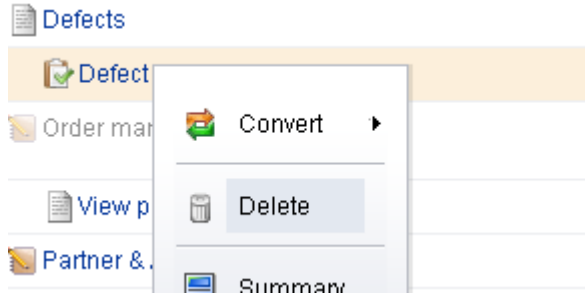 Defects
Defect
Convert
Order mar
Delete
View p
Partner &
Summary